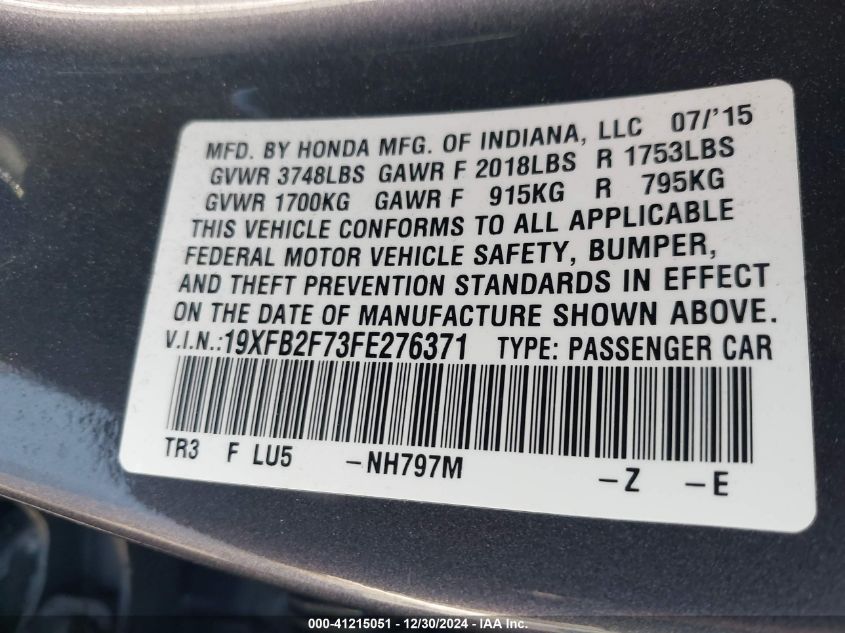 MFD. BY HONDA MFG. OF INDIANA, LLC 07/'15
GVWR 3748LBS GAWR F 2018LBS R 1753LBS
GVWR 1700KG GAWR F 915KG R 795KG
THIS VEHICLE CONFORMS TO ALL APPLICABLE
FEDERAL MOTOR VEHICLE SAFETY, BUMPER,
AND THEFT PREVENTION STANDARDS IN EFFECT
ON THE DATE OF MANUFACTURE SHOWN ABOVE.
V.I.N.:19XFB2F73FE276371 TYPE: PASSENGER CAR
TR3 F LU5 -NH797M -Z -E
000-41215051 - 12/30/2024 - IAA Inc.